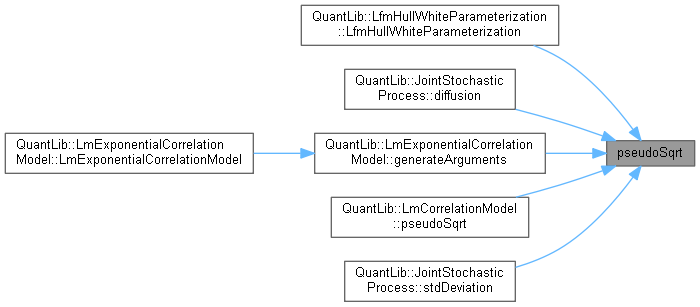 QuantLib::LfmHullWhiteParameterization
::LfmHullWhiteParameterization
QuantLib::JointStochastic
Process::diffusion
QuantLib::LmExponentialCorrelation
Model::LmExponentialCorrelationModel
QuantLib::LmExponentialCorrelation
Model::generateArguments
pseudoSqrt
QuantLib::LmCorrelationModel
::pseudoSqrt
QuantLib::JointStochastic
Process::stdDeviation